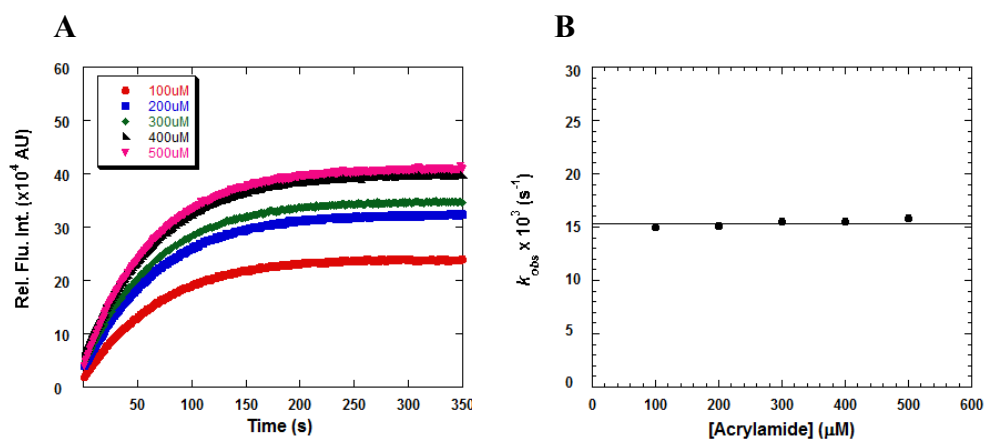 A
Rel. Flu. Int. (x10⁴ AU)
60
50
40
30
20
10
0
100uM
200uM
300uM
400uM
500uM
50
100
150
200
250
300
350
Time (s)
B
k_obs x 10³ (s⁻¹)
30
25
20
15
10
5
0
0
100
200
300
400
500
600
[Acrylamide] (µM)